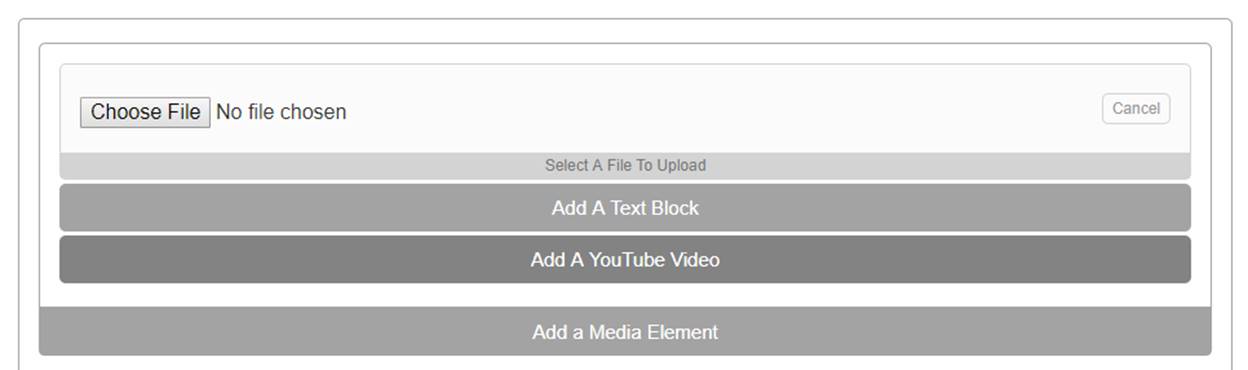 Choose File No file chosen Cancel
Select A File To Upload
Add A Text Block
Add A YouTube Video
Add a Media Element